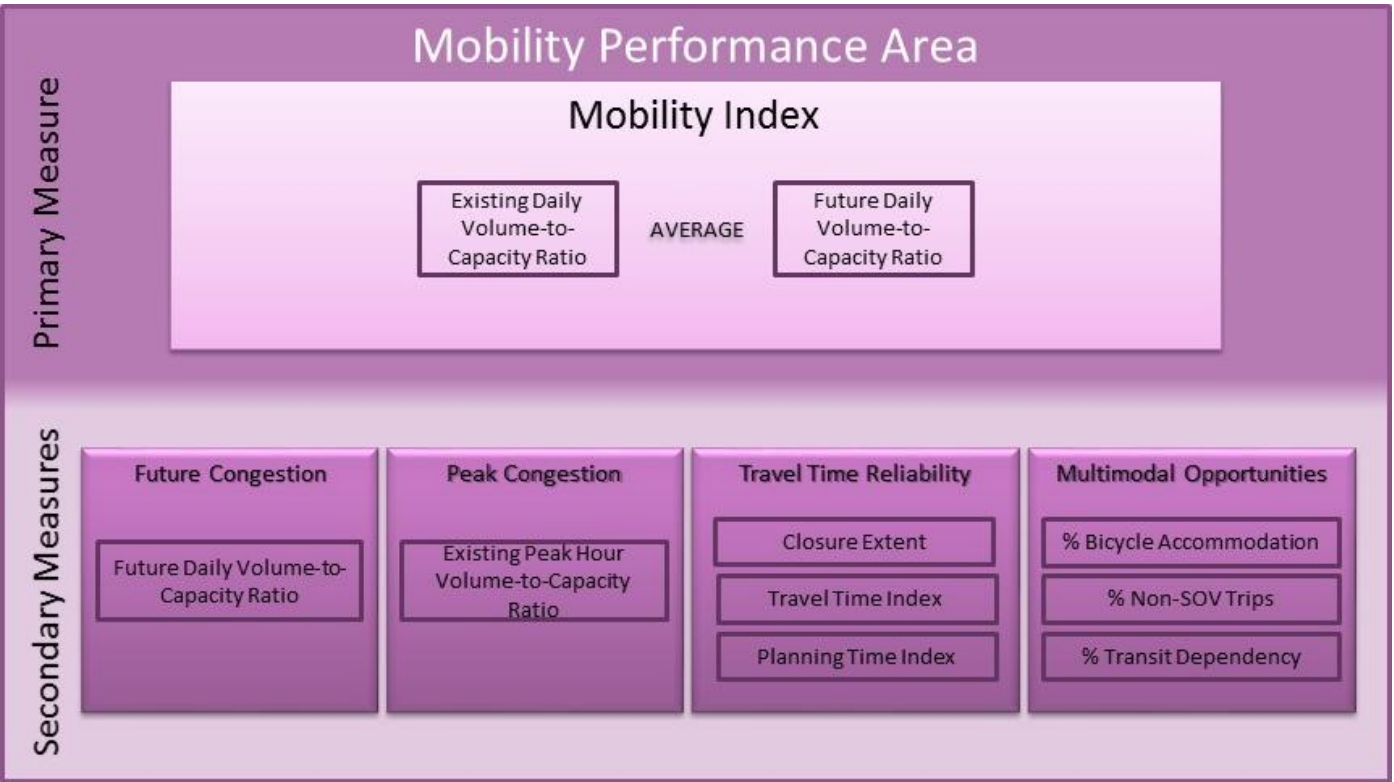 Mobility Performance Area
Primary Measure
Mobility Index
Existing Daily
Volume-to-
Capacity Ratio
AVERAGE
Future Daily
Volume-to-
Capacity Ratio
Secondary Measures
Future Congestion
Future Daily Volume-to-
Capacity Ratio
Peak Congestion
Existing Peak Hour
Volume-to-Capacity
Ratio
Travel Time Reliability
Closure Extent
Travel Time Index
Planning Time Index
Multimodal Opportunities
% Bicycle Accommodation
% Non-SOV Trips
% Transit Dependency